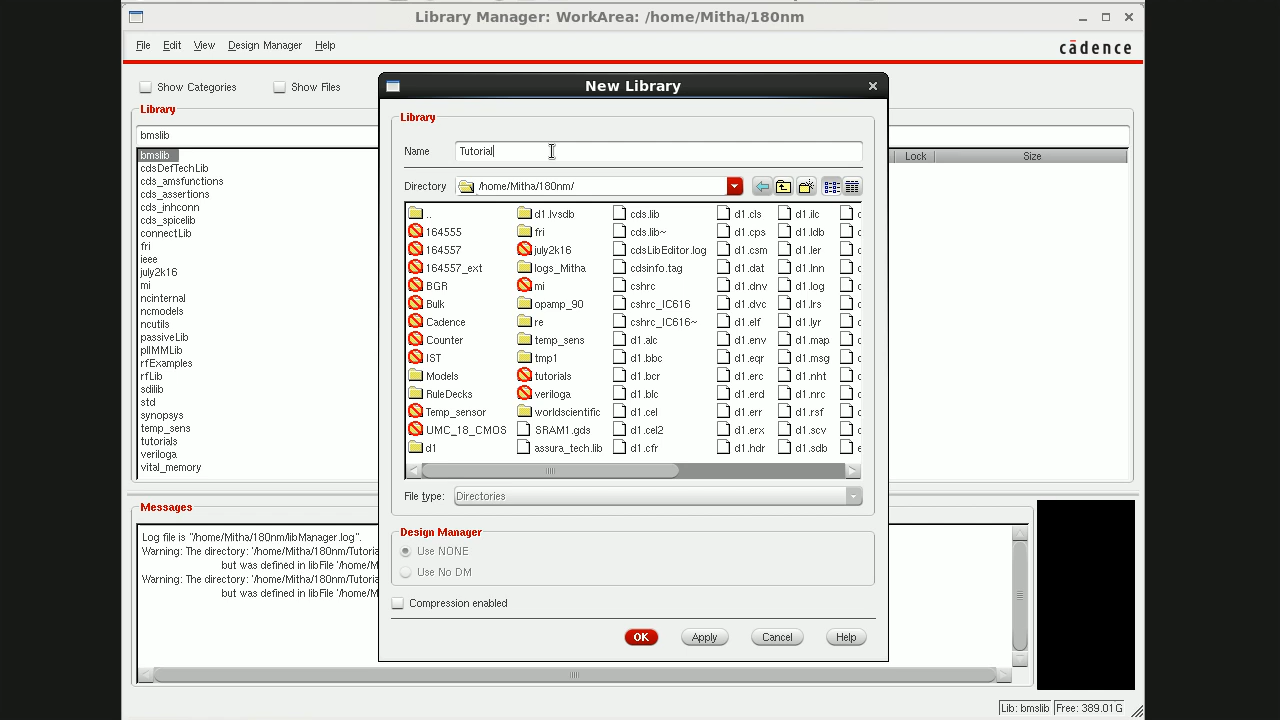 Library Manager: WorkArea: /home/Mitha/180nm
File Edit View Design Manager Help
cādence
Show Categories Show Files
Library
bmslib
bmslib
cdsDefTechLib
cds_amsfunctions
cds_assertions
cds_inhconn
cds_spicelib
connectLib
fri
ieee
july2k16
mi
ncinternal
ncmodels
ncutils
passiveLib
pllMMLib
rfExamples
rfLib
sdilib
std
synopsys
temp_sens
tutorials
veriloga
vital_memory
Lock Size
New Library
Library
Name Tutorial
Directory /home/Mitha/180nm/
.. d1.lvsdb cds.lib d1.cls d1.ilc
164555 fri cds.lib~ d1.cps d1.ldb
164557 july2k16 cdsLibEditor.log d1.csm d1.ler
164557_ext logs_Mitha cdsinfo.tag d1.dat d1.lnn
BGR mi cshrc d1.dnv d1.log
Bulk opamp_90 cshrc_IC616 d1.dvc d1.lrs
Cadence re cshrc_IC616~ d1.elf d1.lyr
Counter temp_sens d1.alc d1.env d1.map
IST tmp1 d1.bbc d1.eqr d1.msg
Models tutorials d1.bcr d1.erc d1.nht
RuleDecks veriloga d1.blc d1.erd d1.nrc
Temp_sensor worldscientific d1.cel d1.err d1.rsf
UMC_18_CMOS SRAM1.gds d1.cel2 d1.erx d1.scv
d1 assura_tech.lib d1.cfr d1.hdr d1.sdb
File type: Directories
Design Manager
Use NONE
Use No DM
Compression enabled
OK Apply Cancel Help
Messages
Log file is "/home/Mitha/180nm/libManager.log".
Warning: The directory: '/home/Mitha/180nm/Tutoria
but was defined in libFile '/home/M
Warning: The directory: '/home/Mitha/180nm/Tutoria
but was defined in libFile '/home/M
Lib: bmslib Free: 389.01G